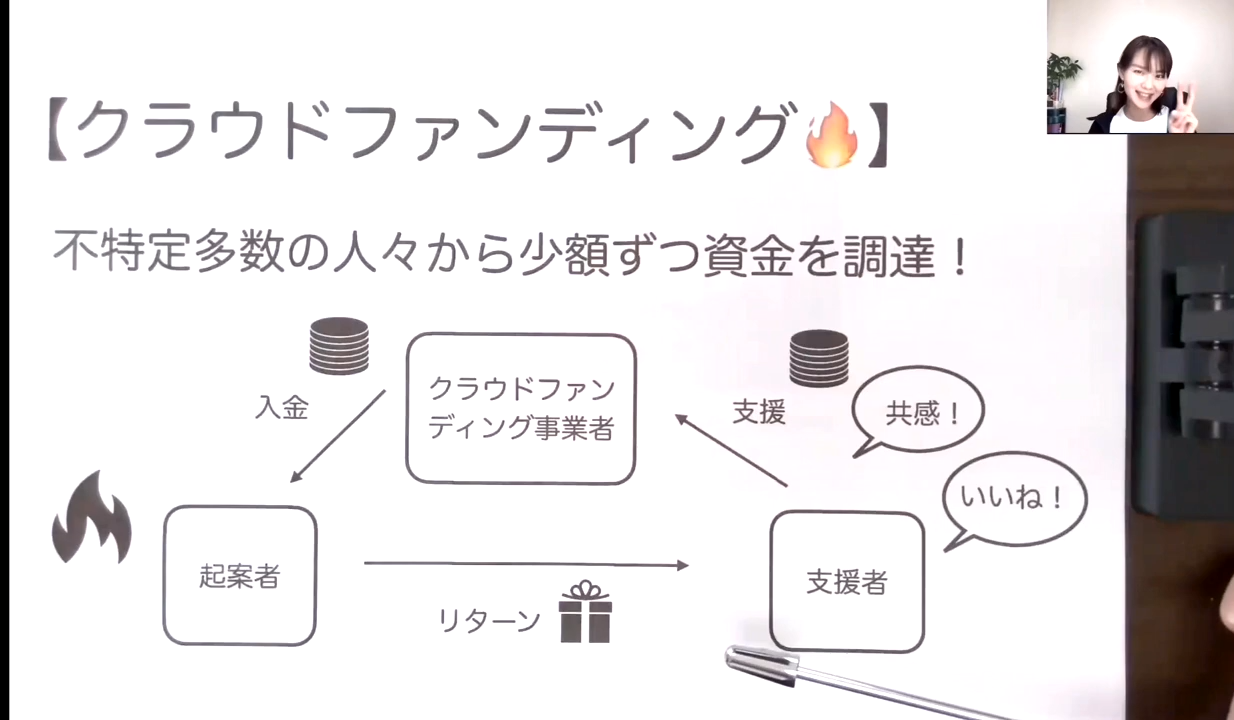 【クラウドファンディング🔥】
不特定多数の人々から少額ずつ資金を調達！
クラウドファン
ディング事業者
入金
支援
共感！
いいね！
起案者
支援者
リターン